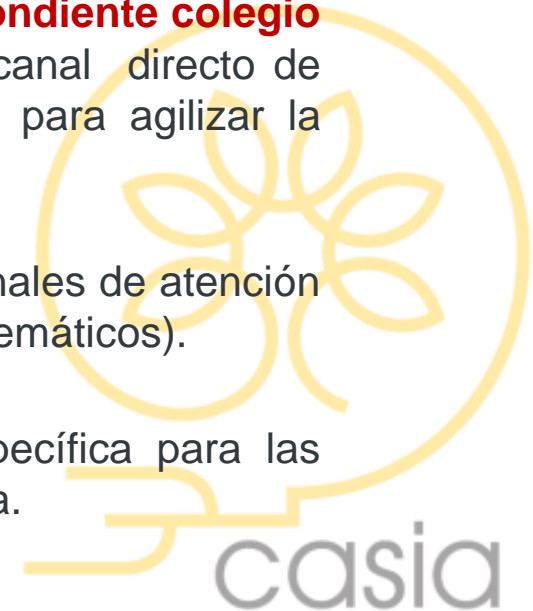 ondiente colegio
canal directo de
para agilizar la
nales de atención
emáticos).
pecífica para las
a.
casia